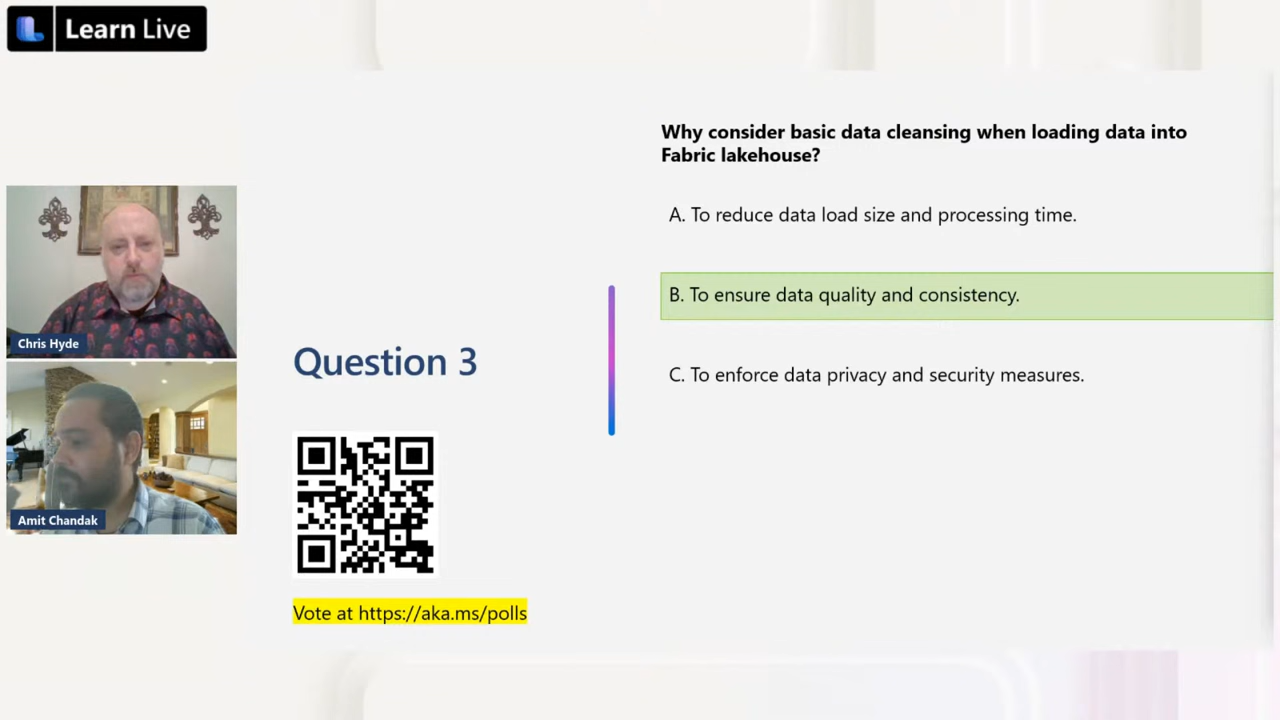 Learn Live
Why consider basic data cleansing when loading data into
Fabric lakehouse?
A. To reduce data load size and processing time.
B. To ensure data quality and consistency.
C. To enforce data privacy and security measures.
Chris Hyde
Question 3
Amit Chandak
Vote at https://aka.ms/polls